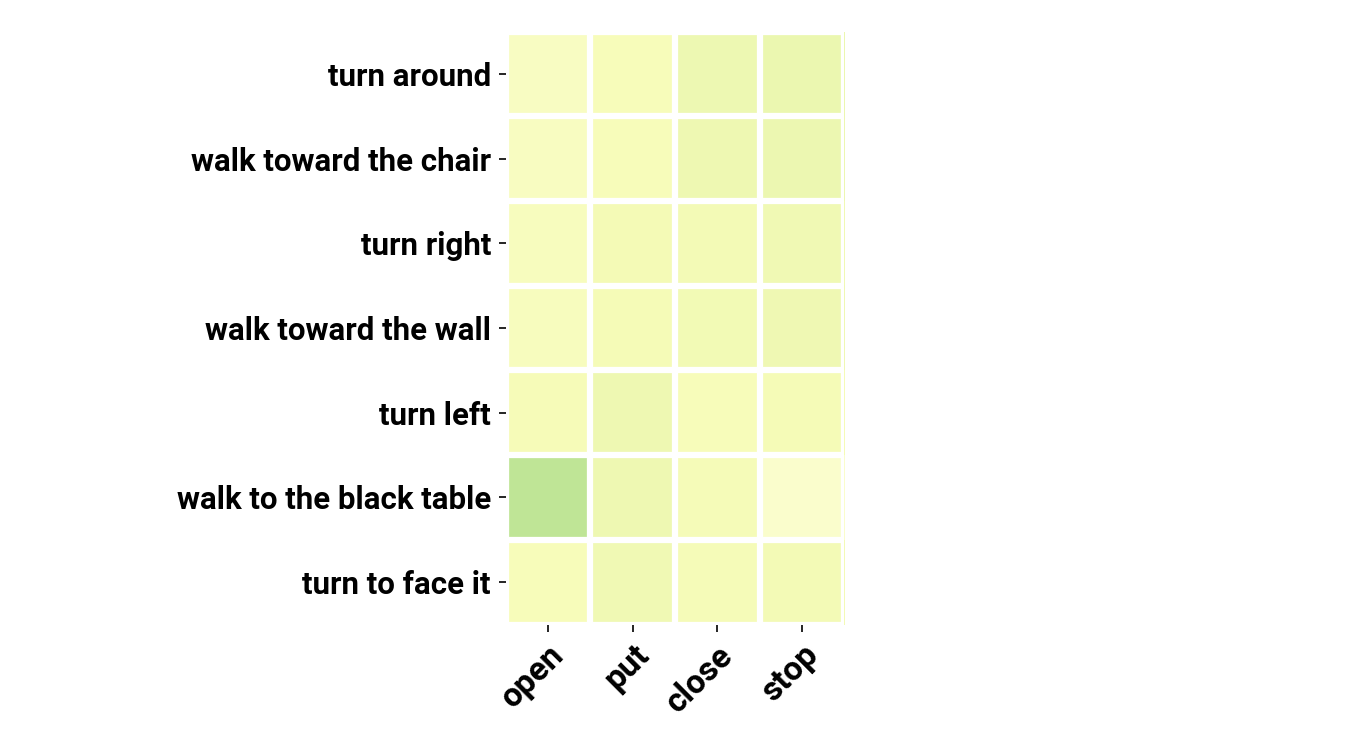 turn around
walk toward the chair
turn right
walk toward the wall
turn left
walk to the black table
turn to face it
open put close stop